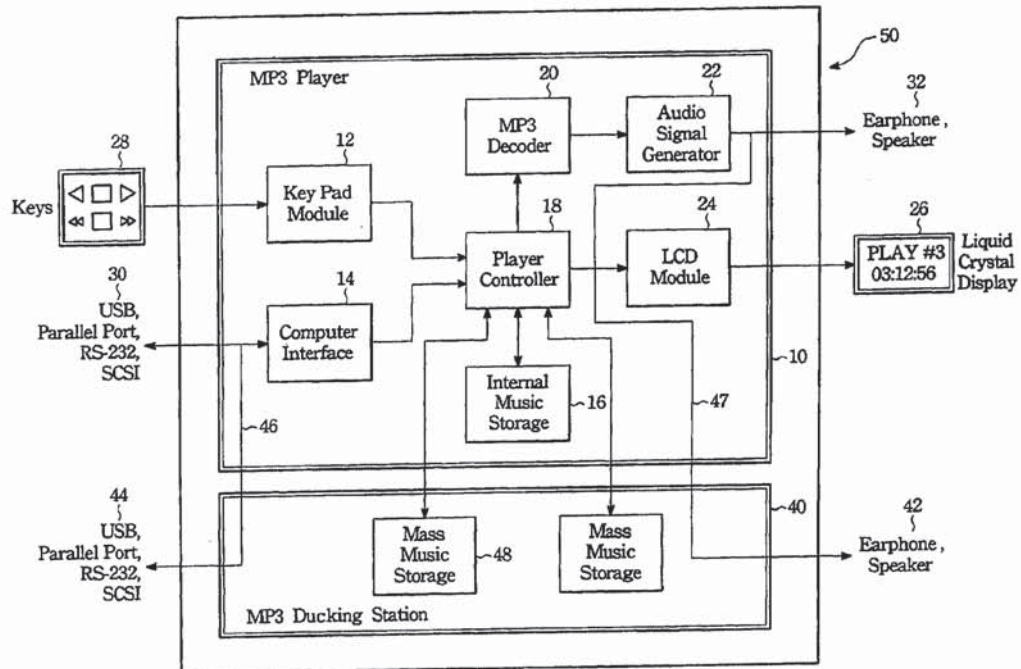 50
MP3 Player
20
MP3
Decoder
22
Audio
Signal
Generator
32
Earphone,
Speaker
28
Keys
12
Key Pad
Module
18
Player
Controller
24
LCD
Module
26
PLAY #3
03:12:56
Liquid
Crystal
Display
30
USB,
Parallel Port,
RS-232,
SCSI
14
Computer
Interface
10
Internal
Music
Storage
16
47
46
44
USB,
Parallel Port,
RS-232,
SCSI
Mass
Music
Storage
48
Mass
Music
Storage
40
42
Earphone,
Speaker
MP3 Ducking Station